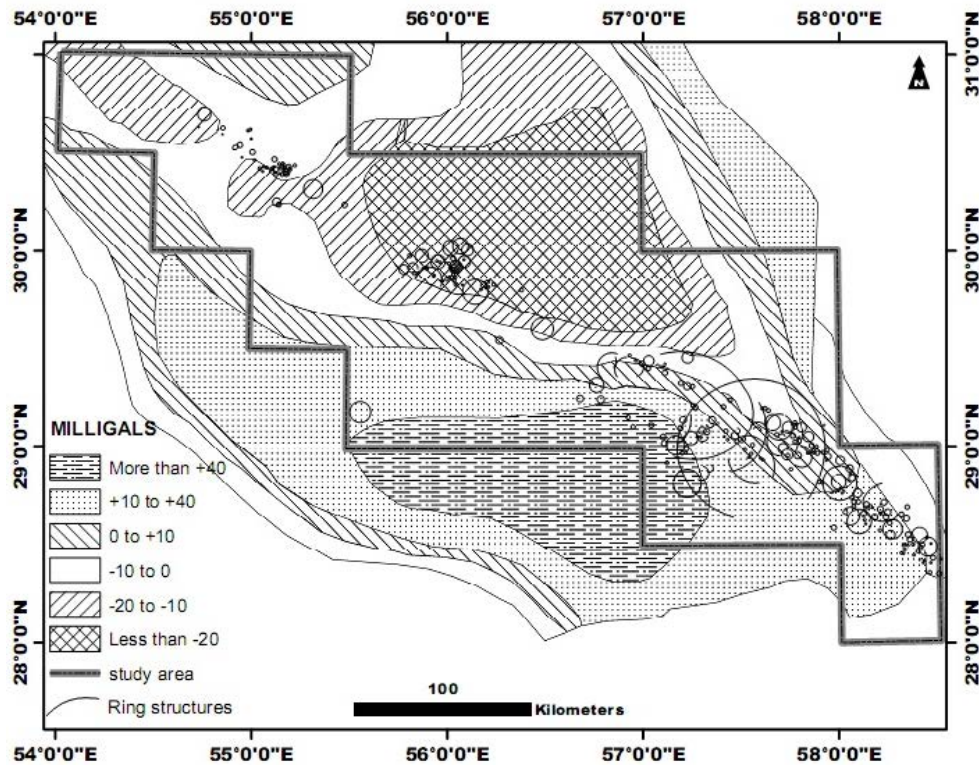 54°0'0"E 55°0'0"E 56°0'0"E 57°0'0"E 58°0'0"E
31°0'0"N 31°0'0"N
N
30°0'0"N 30°0'0"N
29°0'0"N 29°0'0"N
28°0'0"N 28°0'0"N
MILLIGALS
More than +40
+10 to +40
0 to +10
-10 to 0
-20 to -10
Less than -20
study area
Ring structures
100
Kilometers
54°0'0"E 55°0'0"E 56°0'0"E 57°0'0"E 58°0'0"E